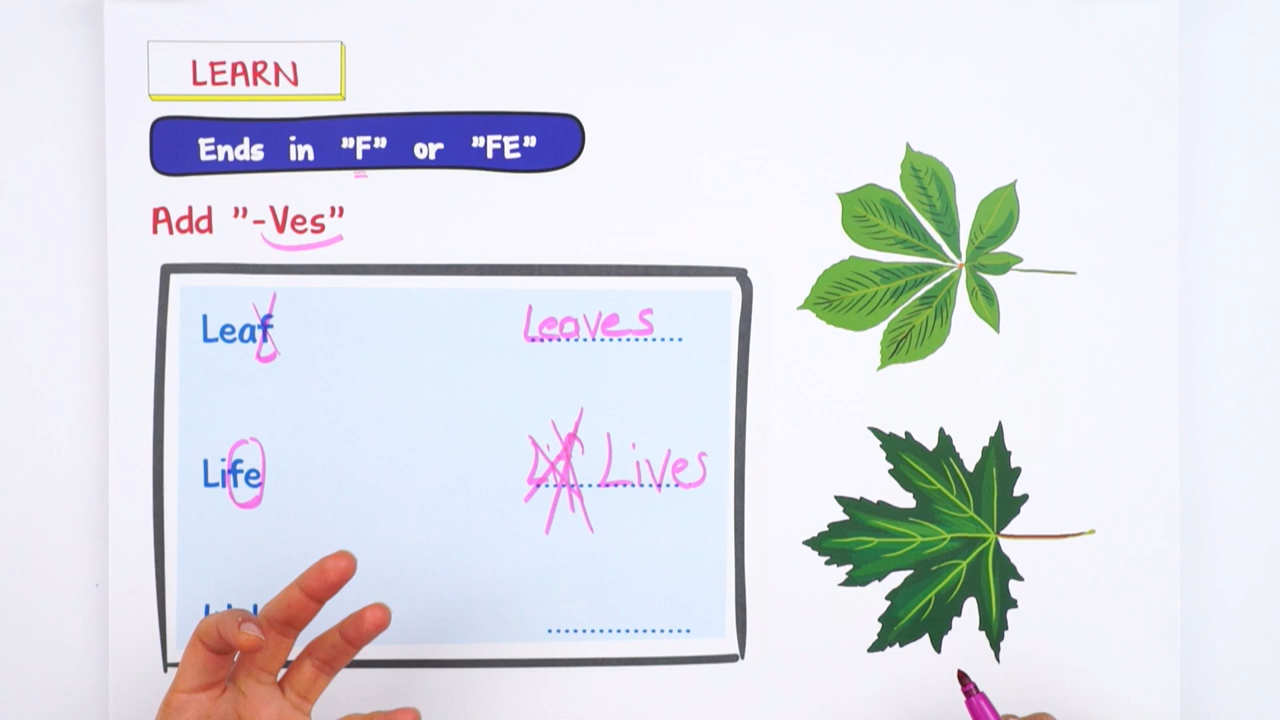 LEARN
Ends in "F" or "FE"
Add "-Ves"
Leaf Leaves
Life Lives